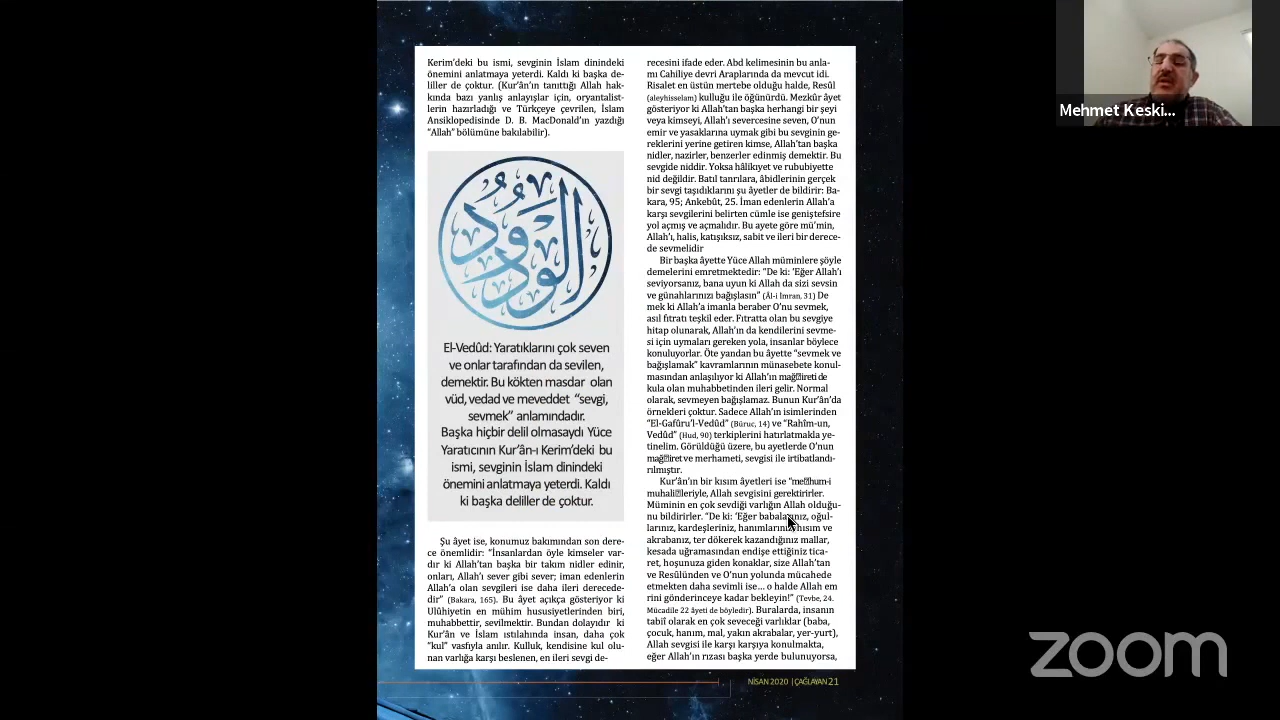 Kerim’deki bu ismi, sevginin İslam dinindeki
önemini anlatmaya yeterdi. Kaldı ki başka de-
liller de çoktur. (Kur’ân’ın tanıttığı Allah hak-
kında bazı yanlış anlayışlar için, oryantalist-
lerin hazırladığı ve Türkçeye çevrilen, İslam
Ansiklopedisinde D. B. MacDonald’ın yazdığı
“Allah” bölümüne bakılabilir).
الودود
El-Vedûd: Yaratıklarını çok seven
ve onlar tarafından da sevilen,
demektir. Bu kökten masdar olan
vüd, vedad ve meveddet “sevgi,
sevmek” anlamındadır.
Başka hiçbir delil olmasaydı Yüce
Yaratıcının Kur’ân-ı Kerim’deki bu
ismi, sevginin İslam dinindeki
önemini anlatmaya yeterdi. Kaldı
ki başka deliller de çoktur.
Şu âyet ise, konumuz bakımından son dere-
ce önemlidir: “İnsanlardan öyle kimseler var-
dır ki Allah’tan başka bir takım nidler edinir,
onları, Allah’ı sever gibi sever; iman edenlerin
Allah’a olan sevgileri ise daha ileri derecede-
dir” (Bakara, 165). Bu âyet açıkça gösteriyor ki
Ulûhiyetin en mühim hususiyetlerinden biri,
muhabbettir, sevilmektir. Bundan dolayıdır ki
Kur’ân ve İslam ıstılahında insan, daha çok
“kul” vasfıyla anılır. Kulluk, kendisine kul olu-
nan varlığa karşı beslenen, en ileri sevgi de-
recesini ifade eder. Abd kelimesinin bu anla-
mı Cahiliye devri Araplarında da mevcut idi.
Risalet en üstün mertebe olduğu halde, Resûl
(aleyhisselam) kulluğu ile öğünürdü. Mezkûr âyet
gösteriyor ki Allah’tan başka herhangi bir şeyi
veya kimseyi, Allah’ı severcesine seven, O’nun
emir ve yasaklarına uymak gibi bu sevginin ge-
reklerini yerine getiren kimse, Allah’tan başka
nidler, nazirler, benzerler edinmiş demektir. Bu
sevgide niddir. Yoksa hâlikıyet ve rububiyette
nid değildir. Batıl tanrılara, âbidlerinin gerçek
bir sevgi taşıdıklarını şu âyetler de bildirir: Ba-
kara, 95; Ankebût, 25. İman edenlerin Allah’a
karşı sevgilerini belirten cümle ise geniş tefsire
yol açmış ve açmalıdır. Bu ayete göre mü’min,
Allah’ı, halis, katışıksız, sabit ve ileri bir derece-
de sevmelidir
Bir başka âyette Yüce Allah müminlere şöyle
demelerini emretmektedir: “De ki: ‘Eğer Allah’ı
seviyorsanız, bana uyun ki Allah da sizi sevsin
ve günahlarınızı bağışlasın” (Âl-i İmran, 31) De
mek ki Allah’a imanla beraber O’nu sevmek,
asıl fıtratı teşkil eder. Fıtratta olan bu sevgiye
hitap olunarak, Allah’ın da kendilerini sevme-
si için uymaları gereken yola, insanlar böylece
konuluyorlar. Öte yandan bu âyette “sevmek ve
bağışlamak” kavramlarının münasebete konul-
masından anlaşılıyor ki Allah’ın mağireti de
kula olan muhabbetinden ileri gelir. Normal
olarak, sevmeyen bağışlamaz. Bunun Kur’ân’da
örnekleri çoktur. Sadece Allah’ın isimlerinden
“El-Gafûru’l-Vedûd” (Büruc, 14) ve “Rahîm-un,
Vedûd” (Hud, 90) terkiplerini hatırlatmakla ye-
tinelim. Görüldüğü üzere, bu ayetlerde O’nun
mağiret ve merhameti, sevgisi ile irtibatlandı-
rılmıştır.
Kur’ân’ın bir kısım âyetleri ise “mehum-i
muhalileriyle, Allah sevgisini gerektirirler.
Müminin en çok sevdiği varlığın Allah olduğu-
nu bildirirler. “De ki: ‘Eğer babalarınız, oğul-
larınız, kardeşleriniz, hanımlarınız, hısım ve
akrabanız, ter dökerek kazandığınız mallar,
kesada uğramasından endişe ettiğiniz tica-
ret, hoşunuza giden konaklar, size Allah’tan
ve Resûlünden ve O’nun yolunda mücahede
etmekten daha sevimli ise... o halde Allah em
rini gönderinceye kadar bekleyin!” (Tevbe, 24.
Mücadile 22 âyeti de böyledir). Buralarda, insanın
tabiî olarak en çok seveceği varlıklar (baba,
çocuk, hanım, mal, yakın akrabalar, yer-yurt),
Allah sevgisi ile karşı karşıya konulmakta,
eğer Allah’ın rızası başka yerde bulunuyorsa,
NİSAN 2020 | ÇAĞLAYAN 21
Mehmet Keski...
zoom